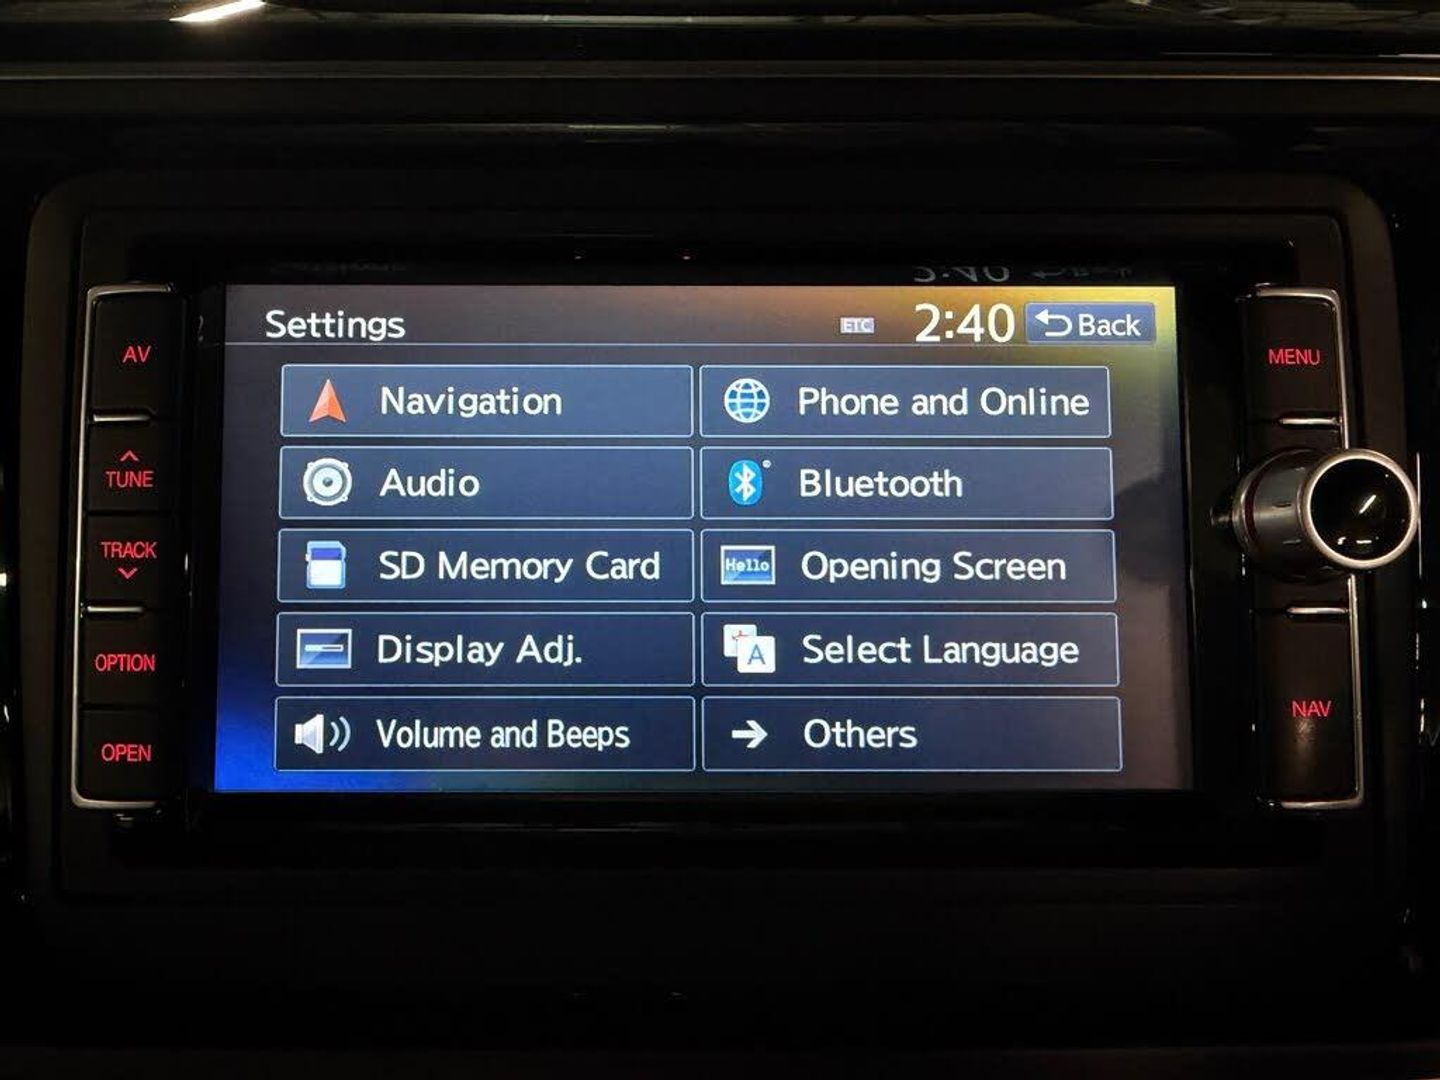 Settings
ETC
2:40
Back
Navigation
Phone and Online
Audio
Bluetooth
SD Memory Card
Hello
Opening Screen
Display Adj.
A
Select Language
Volume and Beeps
Others
AV
TUNE
TRACK
OPTION
OPEN
MENU
NAV